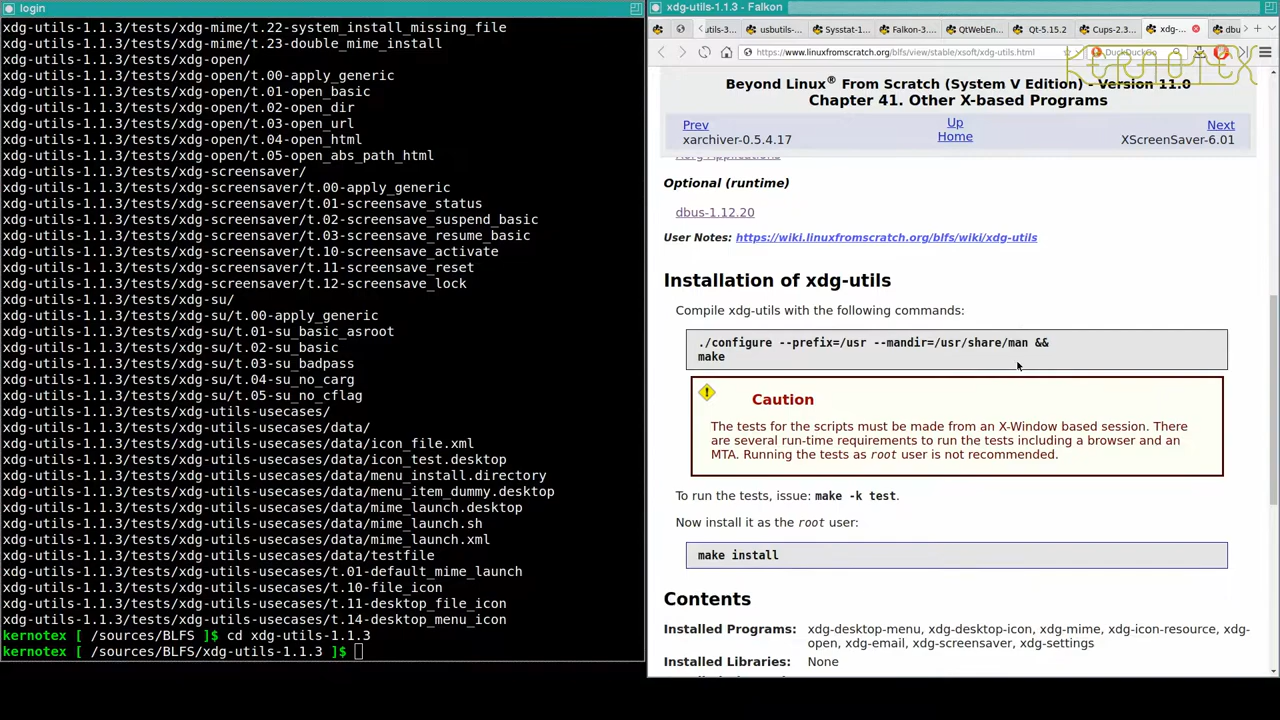 login
xdg-utils-1.1.3/tests/xdg-mime/t.22-system_install_missing_file
xdg-utils-1.1.3/tests/xdg-mime/t.23-double_mime_install
xdg-utils-1.1.3/tests/xdg-open/
xdg-utils-1.1.3/tests/xdg-open/t.00-apply_generic
xdg-utils-1.1.3/tests/xdg-open/t.01-open_basic
xdg-utils-1.1.3/tests/xdg-open/t.02-open_dir
xdg-utils-1.1.3/tests/xdg-open/t.03-open_url
xdg-utils-1.1.3/tests/xdg-open/t.04-open_html
xdg-utils-1.1.3/tests/xdg-open/t.05-open_abs_path_html
xdg-utils-1.1.3/tests/xdg-screensaver/
xdg-utils-1.1.3/tests/xdg-screensaver/t.00-apply_generic
xdg-utils-1.1.3/tests/xdg-screensaver/t.01-screensave_status
xdg-utils-1.1.3/tests/xdg-screensaver/t.02-screensave_suspend_basic
xdg-utils-1.1.3/tests/xdg-screensaver/t.03-screensave_resume_basic
xdg-utils-1.1.3/tests/xdg-screensaver/t.10-screensave_activate
xdg-utils-1.1.3/tests/xdg-screensaver/t.11-screensave_reset
xdg-utils-1.1.3/tests/xdg-screensaver/t.12-screensave_lock
xdg-utils-1.1.3/tests/xdg-su/
xdg-utils-1.1.3/tests/xdg-su/t.00-apply_generic
xdg-utils-1.1.3/tests/xdg-su/t.01-su_basic_asroot
xdg-utils-1.1.3/tests/xdg-su/t.02-su_basic
xdg-utils-1.1.3/tests/xdg-su/t.03-su_badpass
xdg-utils-1.1.3/tests/xdg-su/t.04-su_no_carg
xdg-utils-1.1.3/tests/xdg-su/t.05-su_no_cflag
xdg-utils-1.1.3/tests/xdg-utils-usecases/
xdg-utils-1.1.3/tests/xdg-utils-usecases/data/
xdg-utils-1.1.3/tests/xdg-utils-usecases/data/icon_file.xml
xdg-utils-1.1.3/tests/xdg-utils-usecases/data/icon_test.desktop
xdg-utils-1.1.3/tests/xdg-utils-usecases/data/menu_install.directory
xdg-utils-1.1.3/tests/xdg-utils-usecases/data/menu_item_dummy.desktop
xdg-utils-1.1.3/tests/xdg-utils-usecases/data/mime_launch.desktop
xdg-utils-1.1.3/tests/xdg-utils-usecases/data/mime_launch.sh
xdg-utils-1.1.3/tests/xdg-utils-usecases/data/mime_launch.xml
xdg-utils-1.1.3/tests/xdg-utils-usecases/data/testfile
xdg-utils-1.1.3/tests/xdg-utils-usecases/t.01-default_mime_launch
xdg-utils-1.1.3/tests/xdg-utils-usecases/t.10-file_icon
xdg-utils-1.1.3/tests/xdg-utils-usecases/t.11-desktop_file_icon
xdg-utils-1.1.3/tests/xdg-utils-usecases/t.14-desktop_menu_icon
kernotex [ /sources/BLFS ]$ cd xdg-utils-1.1.3
kernotex [ /sources/BLFS/xdg-utils-1.1.3 ]$
xdg-utils-1.1.3 - Falkon
utils-3... usbutils-... Sysstat-1... Falkon-3... QtWebEn... Qt-5.15.2 Cups-2.3... xdg-... dbu
https://www.linuxfromscratch.org/blfs/view/stable/xsoft/xdg-utils.html DuckDuckGo
KERNOTEX
Beyond Linux® From Scratch (System V Edition) - Version 11.0
Chapter 41. Other X-based Programs
Prev Up Next
xarchiver-0.5.4.17 Home XScreenSaver-6.01
Xorg Applications
Optional (runtime)
dbus-1.12.20
User Notes: https://wiki.linuxfromscratch.org/blfs/wiki/xdg-utils
Installation of xdg-utils
Compile xdg-utils with the following commands:
./configure --prefix=/usr --mandir=/usr/share/man &&
make
Caution
The tests for the scripts must be made from an X-Window based session. There
are several run-time requirements to run the tests including a browser and an
MTA. Running the tests as root user is not recommended.
To run the tests, issue: make -k test.
Now install it as the root user:
make install
Contents
Installed Programs: xdg-desktop-menu, xdg-desktop-icon, xdg-mime, xdg-icon-resource, xdg-
open, xdg-email, xdg-screensaver, xdg-settings
Installed Libraries: None